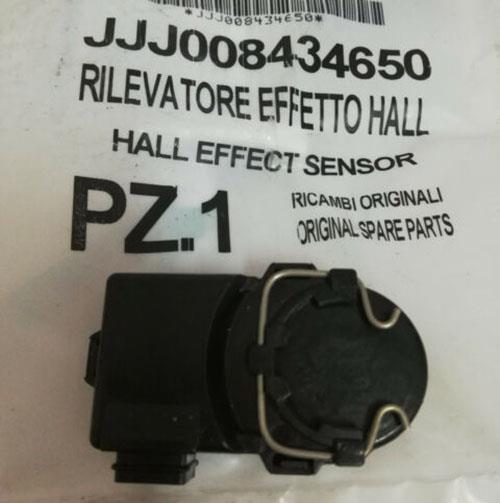 *JJJ008434650*
JJJ008434650
RILEVATORE EFFETTO HALL
HALL EFFECT SENSOR
PZ.1
RICAMBI ORIGINALI
ORIGINAL SPARE PARTS